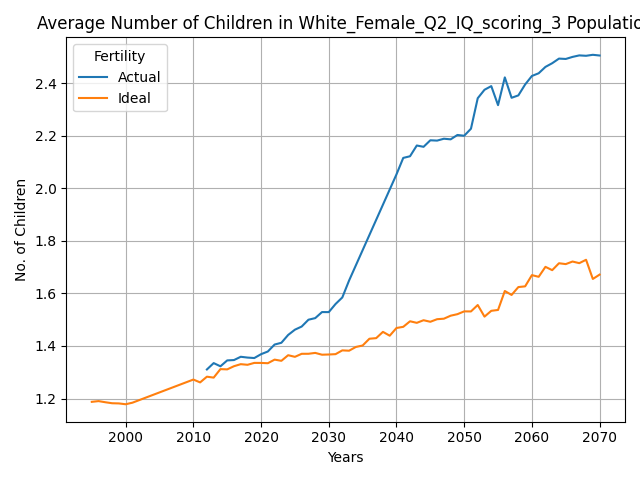 Average Number of Children in White_Female_Q2_IQ_scoring_3 Populatio
Fertility
Actual
Ideal
2.4
2.2
2.0
1.8
1.6
1.4
1.2
No. of Children
2000
2010
2020
2030
2040
2050
2060
2070
Years